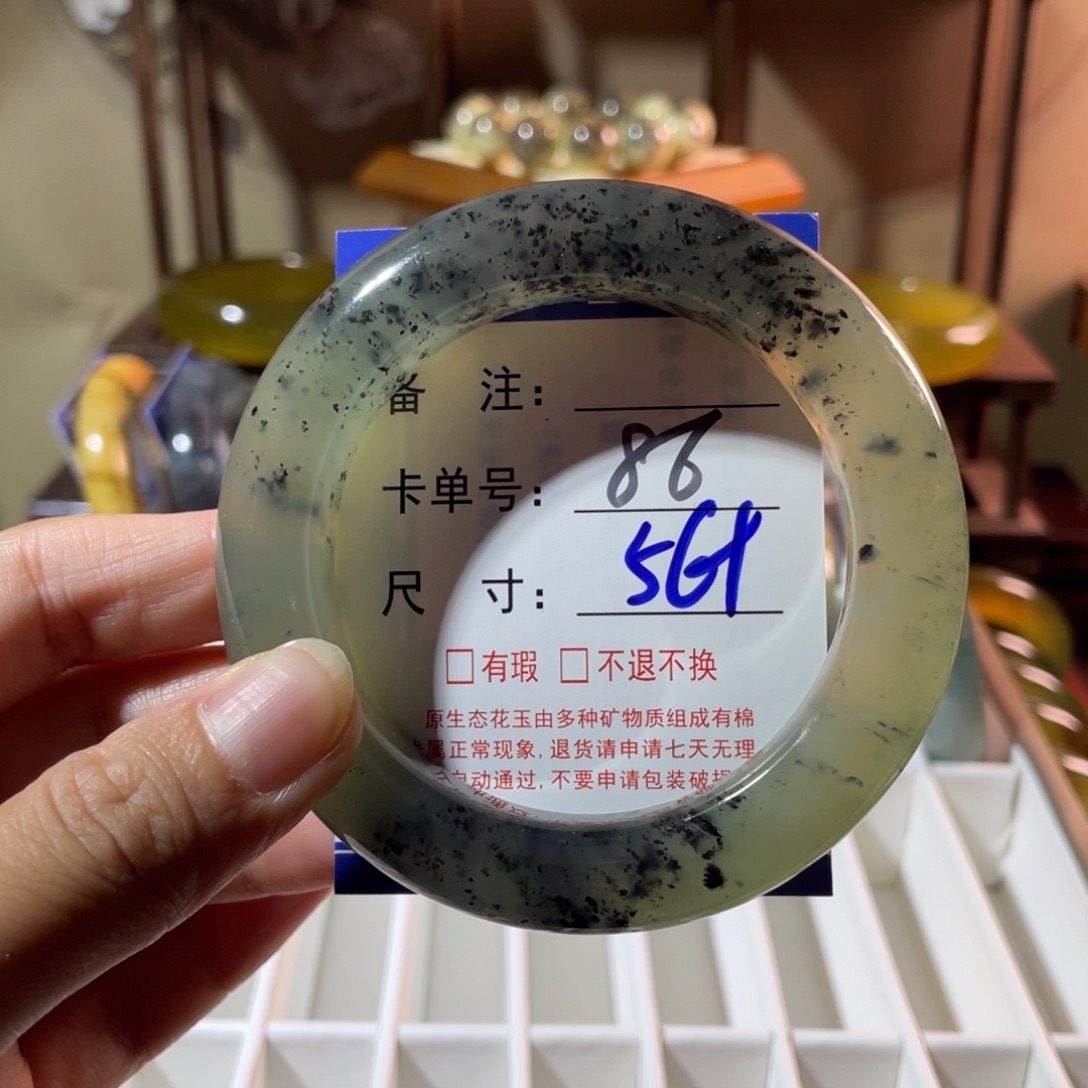 备 注:
卡单号: 86
尺 寸: 561
□有瑕 □不退不换
原生态花玉由多种矿物质组成有棉
属正常现象, 退货请申请七天无理
自动通过, 不要申请包装破损